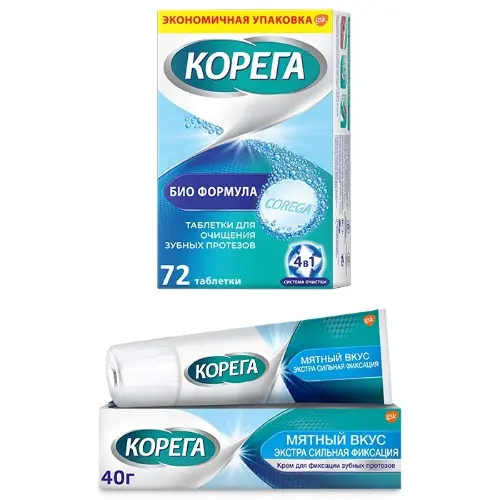 ЭКОНОМИЧНАЯ УПАКОВКА
gsk
КОРЕГА
БИО ФОРМУЛА
COREGA
ТАБЛЕТКИ ДЛЯ
ОЧИЩЕНИЯ
ЗУБНЫХ ПРОТЕЗОВ
72 таблетки
4в1
СИСТЕМА ОЧИСТКИ
gsk
КОРЕГА
МЯТНЫЙ ВКУС
ЭКСТРА СИЛЬНАЯ ФИКСАЦИЯ
gsk
КОРЕГА
МЯТНЫЙ ВКУС
ЭКСТРА СИЛЬНАЯ ФИКСАЦИЯ
Крем для фиксации зубных протезов
40г